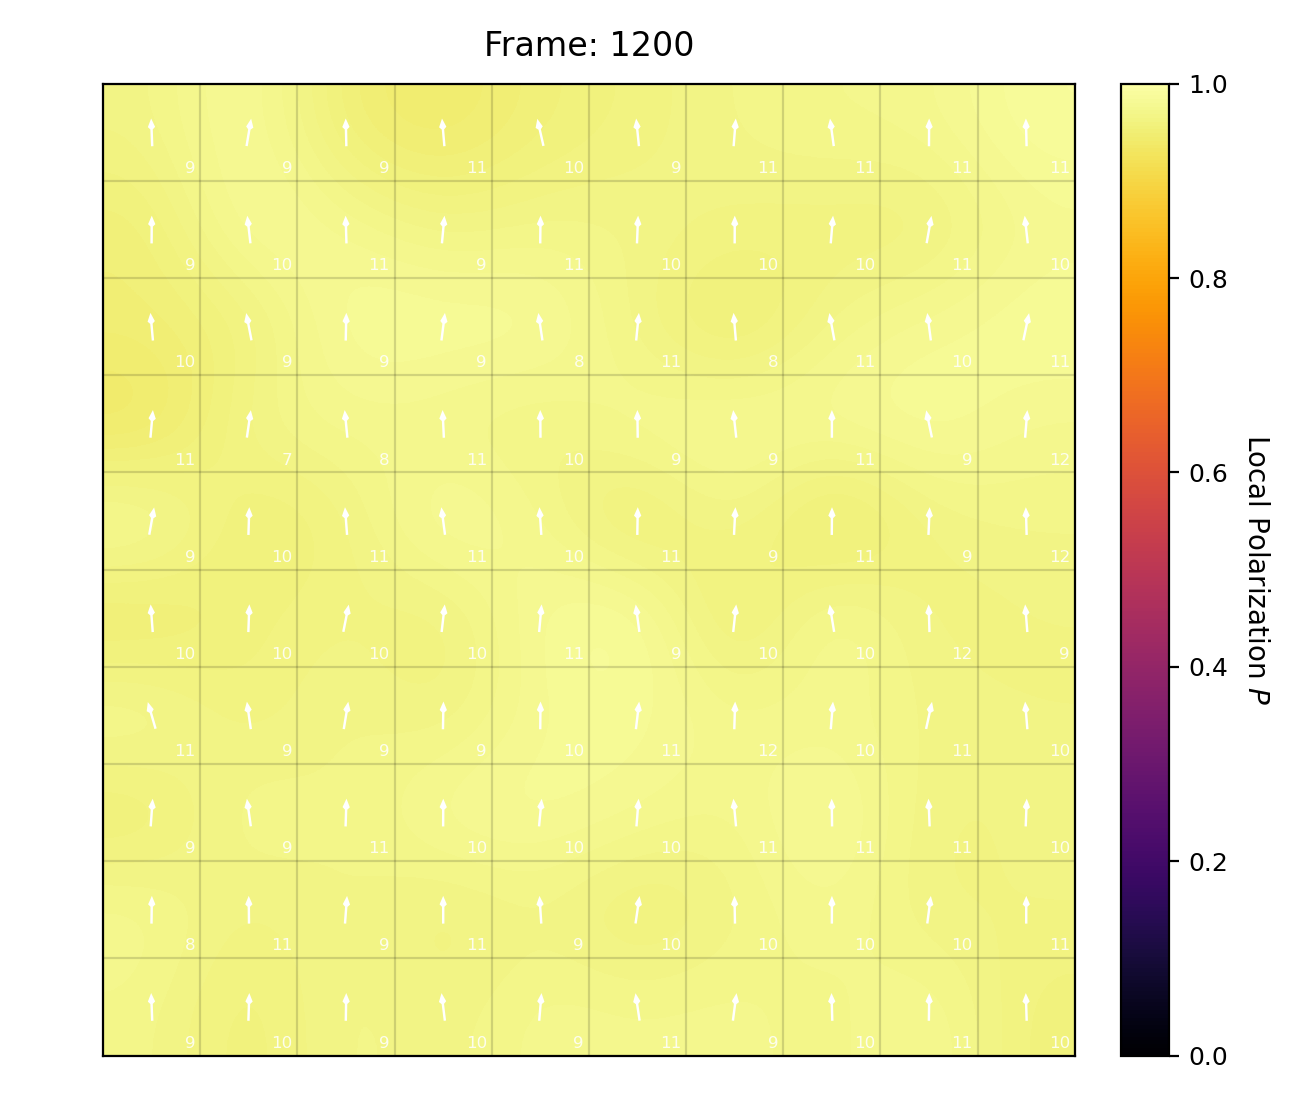 Frame: 1200
9 9 9 11 10 9 11 11 11 11
9 10 11 9 11 10 10 10 11 10
10 9 9 9 8 11 8 11 10 11
11 7 8 11 10 9 9 11 9 12
9 10 11 11 10 11 9 11 9 12
10 10 10 10 11 9 10 10 12 9
11 9 9 9 10 11 12 10 11 10
9 9 11 10 10 10 11 11 11 10
8 11 9 11 9 10 10 10 10 11
9 10 9 10 9 11 9 10 11 10
1.0
0.8
0.6
0.4
0.2
0.0
Local Polarization P